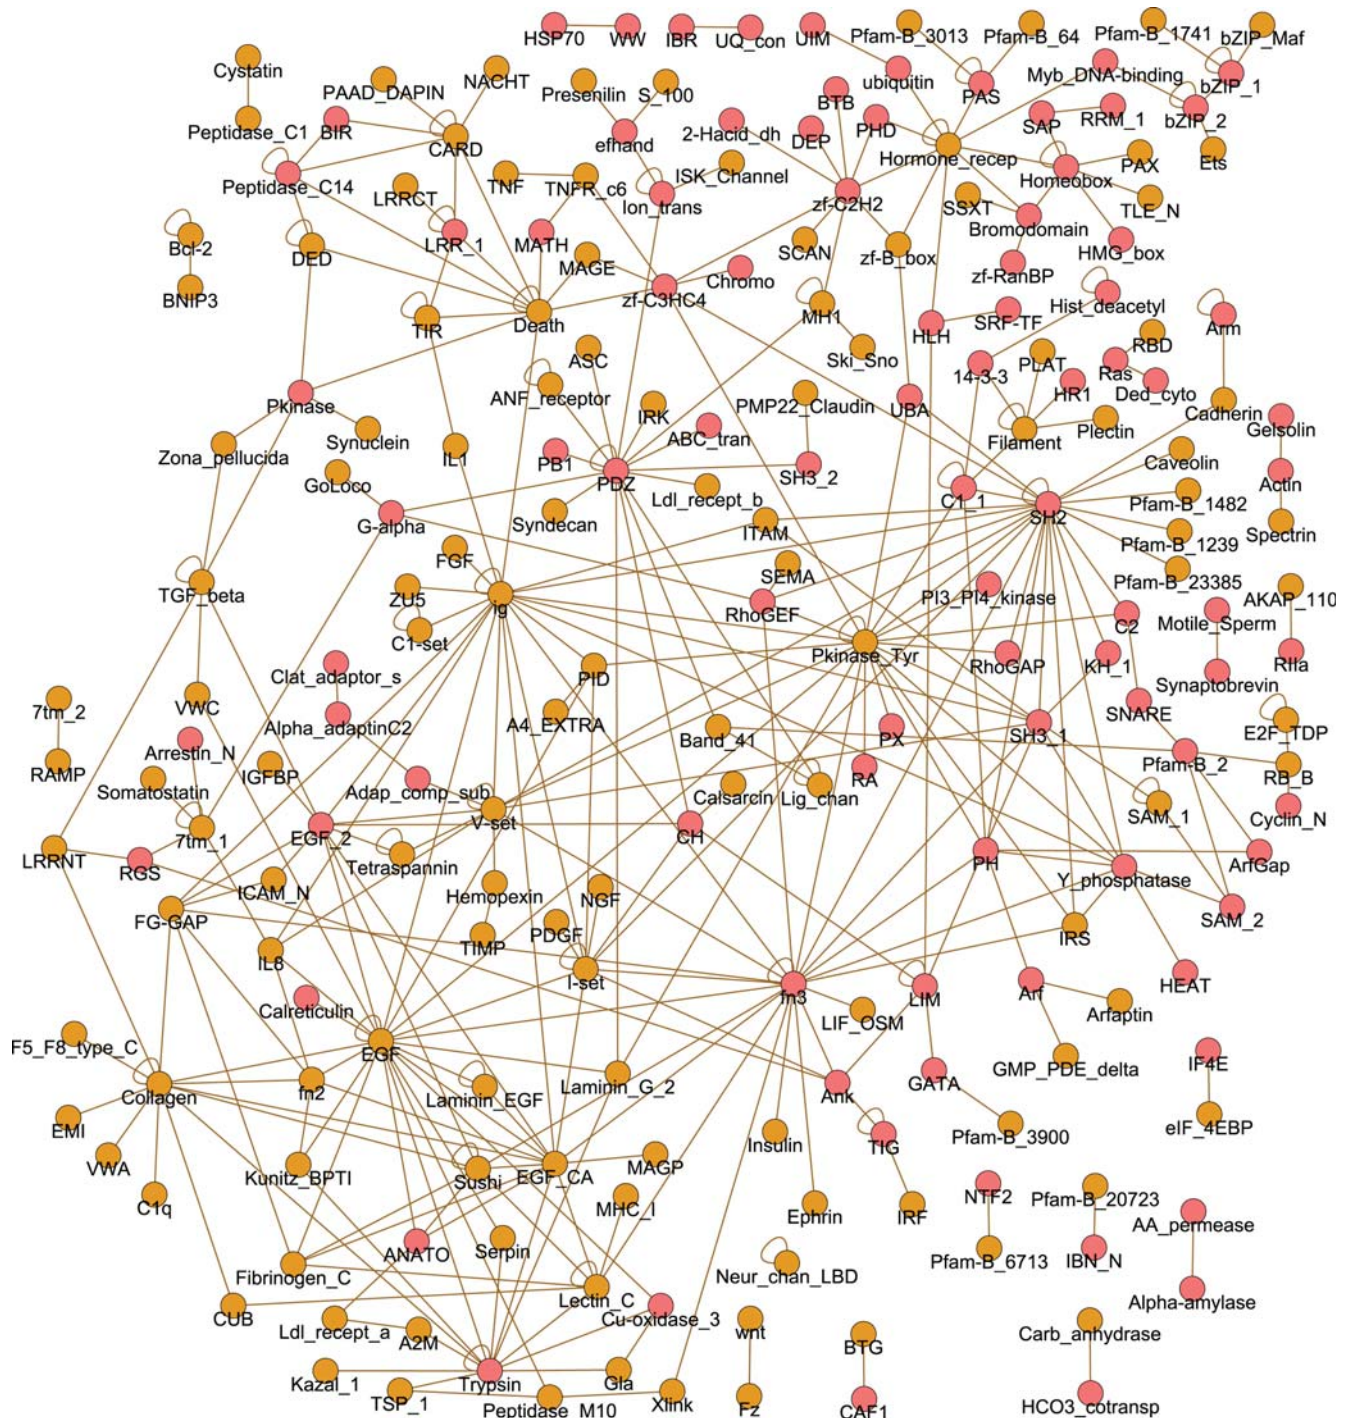 HSP70
WW
IBR
UQ_con
UIM
Pfam-B_3013
Pfam-B_64
Pfam-B_1741
bZIP_Maf
Cystatin
PAAD_DAPIN
NACHT
Presenilin
S_100
ubiquitin
PAS
Myb_DNA-binding
bZIP_1
Peptidase_C1
BIR
CARD
efhand
2-Hacid_dh
BTB
DEP
PHD
Hormone_recep
SAP
RRM_1
bZIP_2
Peptidase_C14
LRRCT
TNF
TNFR_c6
Ion_trans
ISK_Channel
zf-C2H2
SSXT
Homeobox
PAX
Ets
TLE_N
Bcl-2
DED
LRR_1
MATH
MAGE
SCAN
zf-B_box
Bromodomain
HMG_box
BNIP3
TIR
Death
zf-C3HC4
Chromo
MH1
zf-RanBP
Hist_deacetyl
HLH
SRF-TF
Arm
ASC
Ski_Sno
14-3-3
PLAT
RBD
Ras
HR1
Ded_cyto
Pkinase
ANF_receptor
IRK
PMP22_Claudin
UBA
Cadherin
Gelsolin
Zona_pellucida
Synuclein
IL1
PB1
ABC_tran
SH3_2
Filament
Plectin
Caveolin
GoLoco
PDZ
Ldl_recept_b
C1_1
SH2
Pfam-B_1482
Actin
G-alpha
Syndecan
ITAM
Pfam-B_1239
Spectrin
FGF
SEMA
Pfam-B_23385
TGF_beta
ZU5
Ig
RhoGEF
PI3_PI4_kinase
AKAP_110
C1-set
C2
Motile_Sperm
Pkinase_Tyr
RhoGAP
KH_1
RIIa
Clat_adaptor_s
PID
Synaptobrevin
7tm_2
VWC
Alpha_adaptinC2
A4_EXTRA
Band_41
PX
SH3_1
SNARE
E2F_TDP
Arrestin_N
Pfam-B_2
RAMP
IGFBP
RA
RB_B
Somatostatin
Adap_comp_sub
Calsarcin
Lig_chan
SAM_1
Cyclin_N
7tm_1
EGF_2
V-set
CH
LRRNT
RGS
Tetraspannin
PH
Y_phosphatase
ArfGap
ICAM_N
Hemopexin
NGF
FG-GAP
SAM_2
IL8
TIMP
PDGF
IRS
I-set
Calreticulin
fn3
LIM
Arf
HEAT
LIF_OSM
Arfaptin
F5_F8_type_C
EGF
GMP_PDE_delta
IF4E
Collagen
fn2
Laminin_EGF
Laminin_G_2
Ank
GATA
EMI
Insulin
TIG
Pfam-B_3900
eIF_4EBP
VWA
Kunitz_BPTI
Sushi
EGF_CA
MAGP
C1q
MHC_I
Ephrin
IRF
NTF2
Pfam-B_20723
AA_permease
ANATO
Serpin
Fibrinogen_C
Neur_chan_LBD
Pfam-B_6713
IBN_N
CUB
Lectin_C
Alpha-amylase
Ldl_recept_a
A2M
Cu-oxidase_3
wnt
BTG
Carb_anhydrase
Kazal_1
Trypsin
Gla
TSP_1
Peptidase_M10
Xlink
Fz
CAF1
HCO3_cotransp